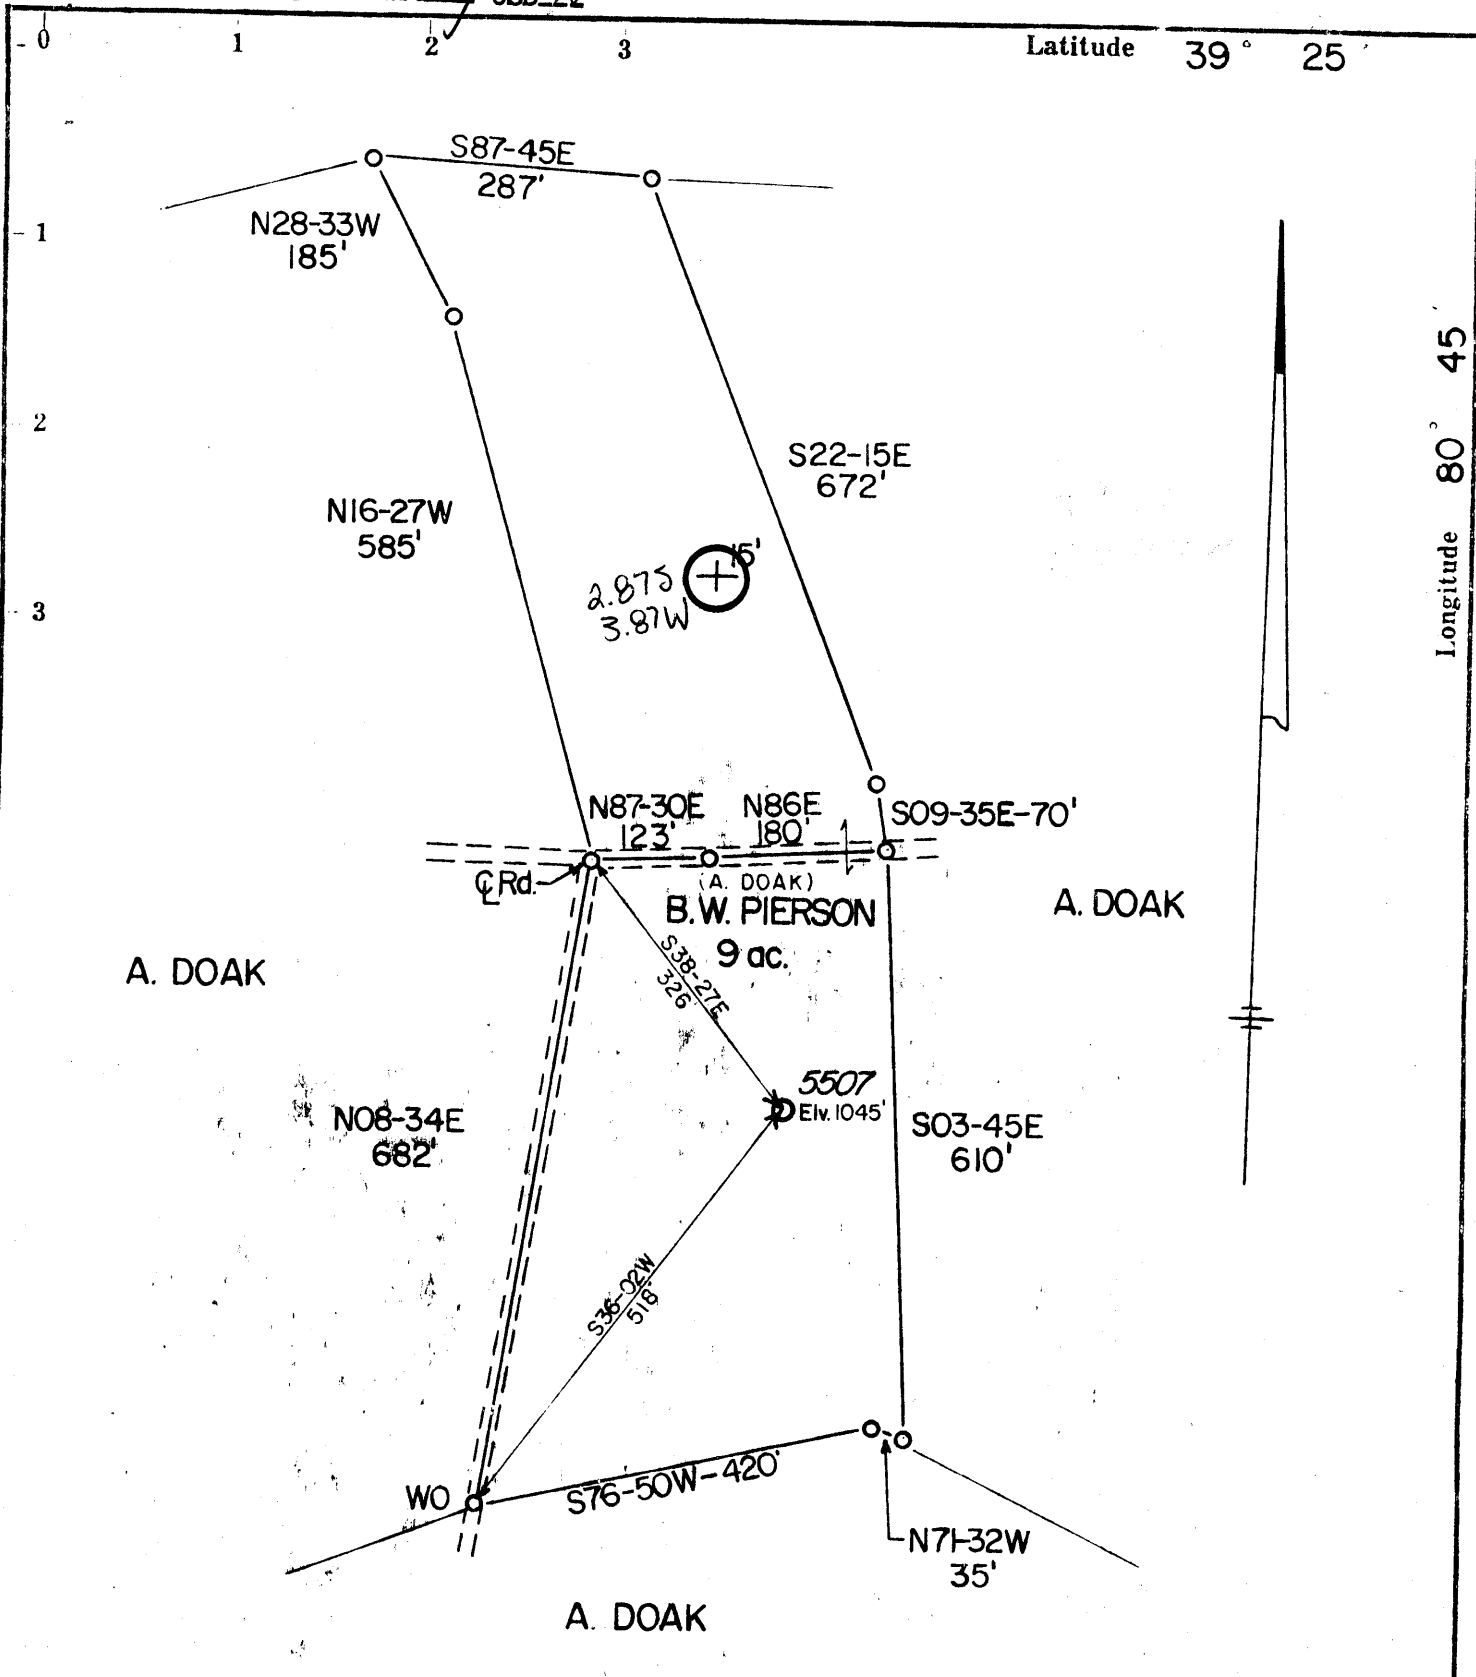 0 1 2 3 Latitude 39° 25'
S87-45E
287'
N28-33W
185'
1
Longitude 80° 45'
2
S22-15E
672'
N16-27W
585'
15'
2.87S
3.87W
3
N87-30E
123'
N86E
180'
S09-35E-70'
℄ Rd.
(A. DOAK)
B.W. PIERSON
9 ac.
A. DOAK
A. DOAK
S38-27E
326
5507
Elv. 1045'
N08-34E
682'
S03-45E
610'
S36-02W
518'
WO
S76-50W-420'
N71-32W
35'
A. DOAK